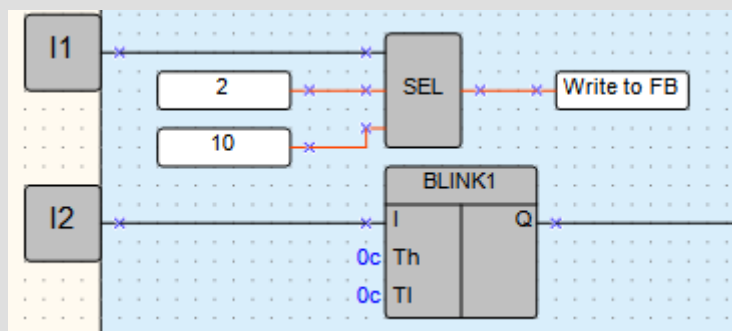 I1
2
SEL
Write to FB
10
BLINK1
I2
I
Q
0c Th
0c Tl